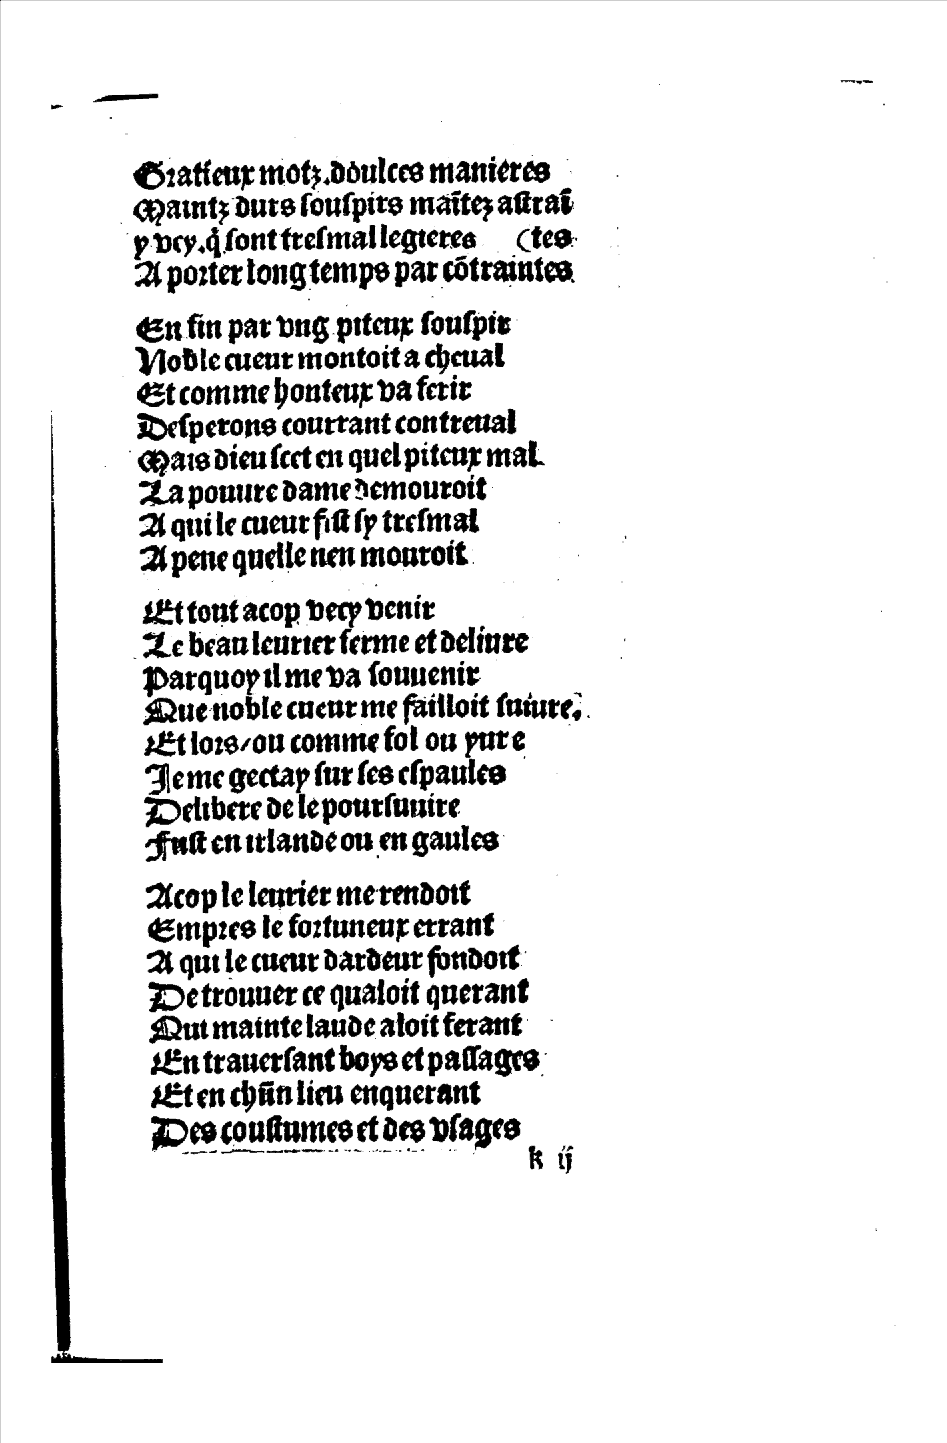 Gratieux motz.doulces manieres
Maintz durs souspirs maĩtez astraĩ
y vcy.q̃ sont tresmal legieres (tes
A porter long temps par cõtraintes
En fin par vng piteux souspir
Noble cueur montoit a cheual
Et comme honteux va ferir
Desperons courrant contreual
Mais dieu scet en quel piteux mal
La pouure dame demouroit
A qui le cueur fist sy tresmal
A pene quelle nen mouroit
Et tout acop vecy venir
Le beau leurier ferme et deliure
Parquoy il me va souuenir
Que noble cueur me failloit suiure.
Et lors/ou comme fol ou yure
Je me gectay sur ses espaules
Delibere de le poursuuire
Fust en irlande ou en gaules
Acop le leurier me rendoit
Empres le fortuneux errant
A qui le cueur dardeur fondoit
De trouuer ce qualoit querant
Qui mainte laude aloit ferant
En trauersant boys et passages
Et en chũn lieu enquerant
Des coustumes et des vsages
k ij